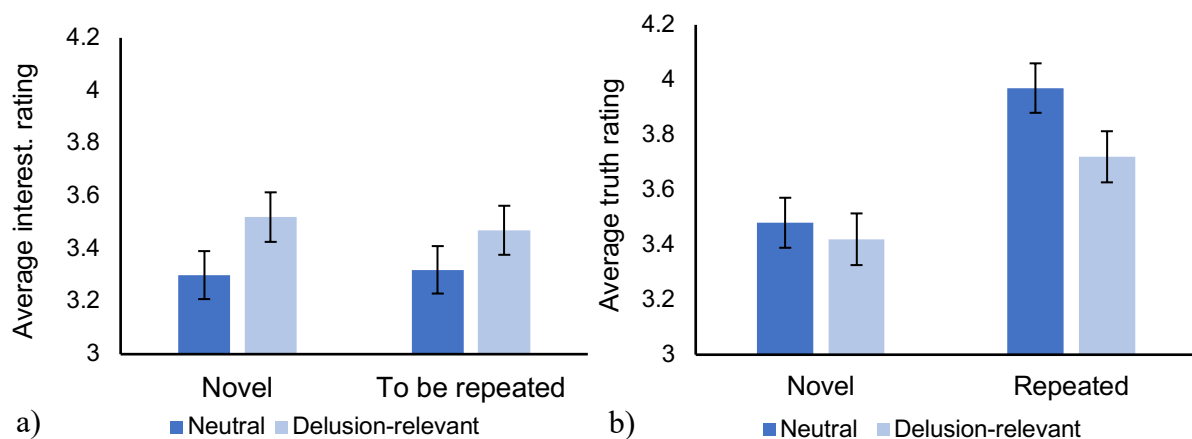 Average interest. rating
4.2
4
3.8
3.6
3.4
3.2
3
Novel
To be repeated
a)
Neutral
Delusion-relevant
Average truth rating
4.2
4
3.8
3.6
3.4
3.2
3
Novel
Repeated
b)
Neutral
Delusion-relevant